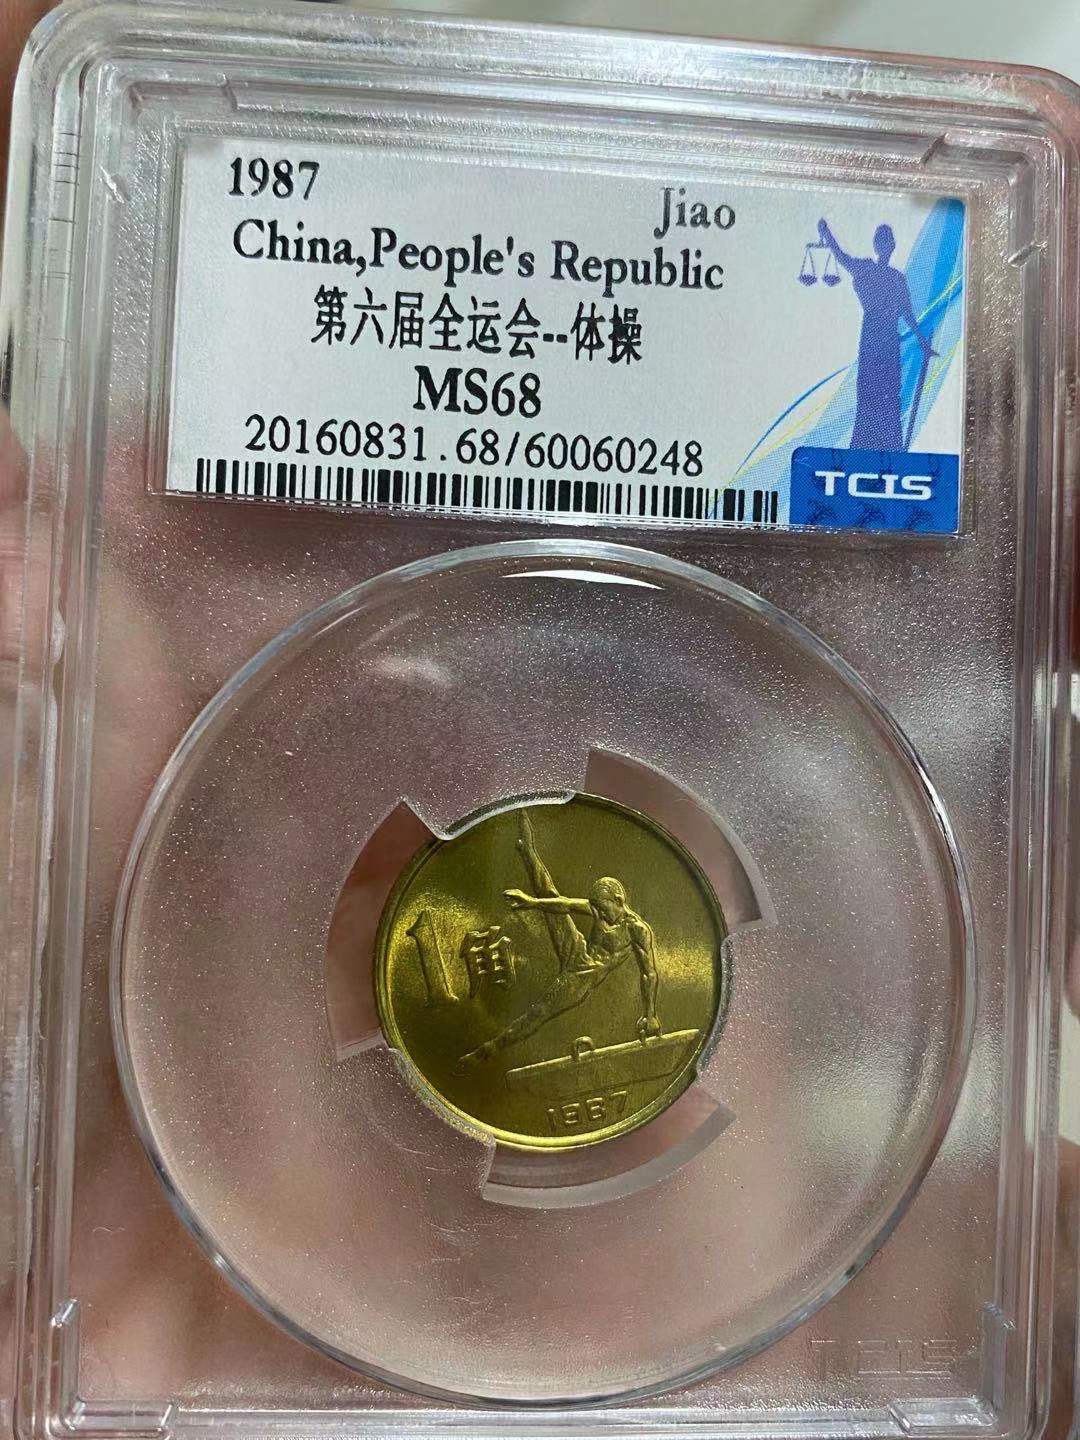 1987 Jiao
China,People's Republic
第六届全运会--体操
MS68
20160831.68/60060248
TCIS
1角
1987
TCIS